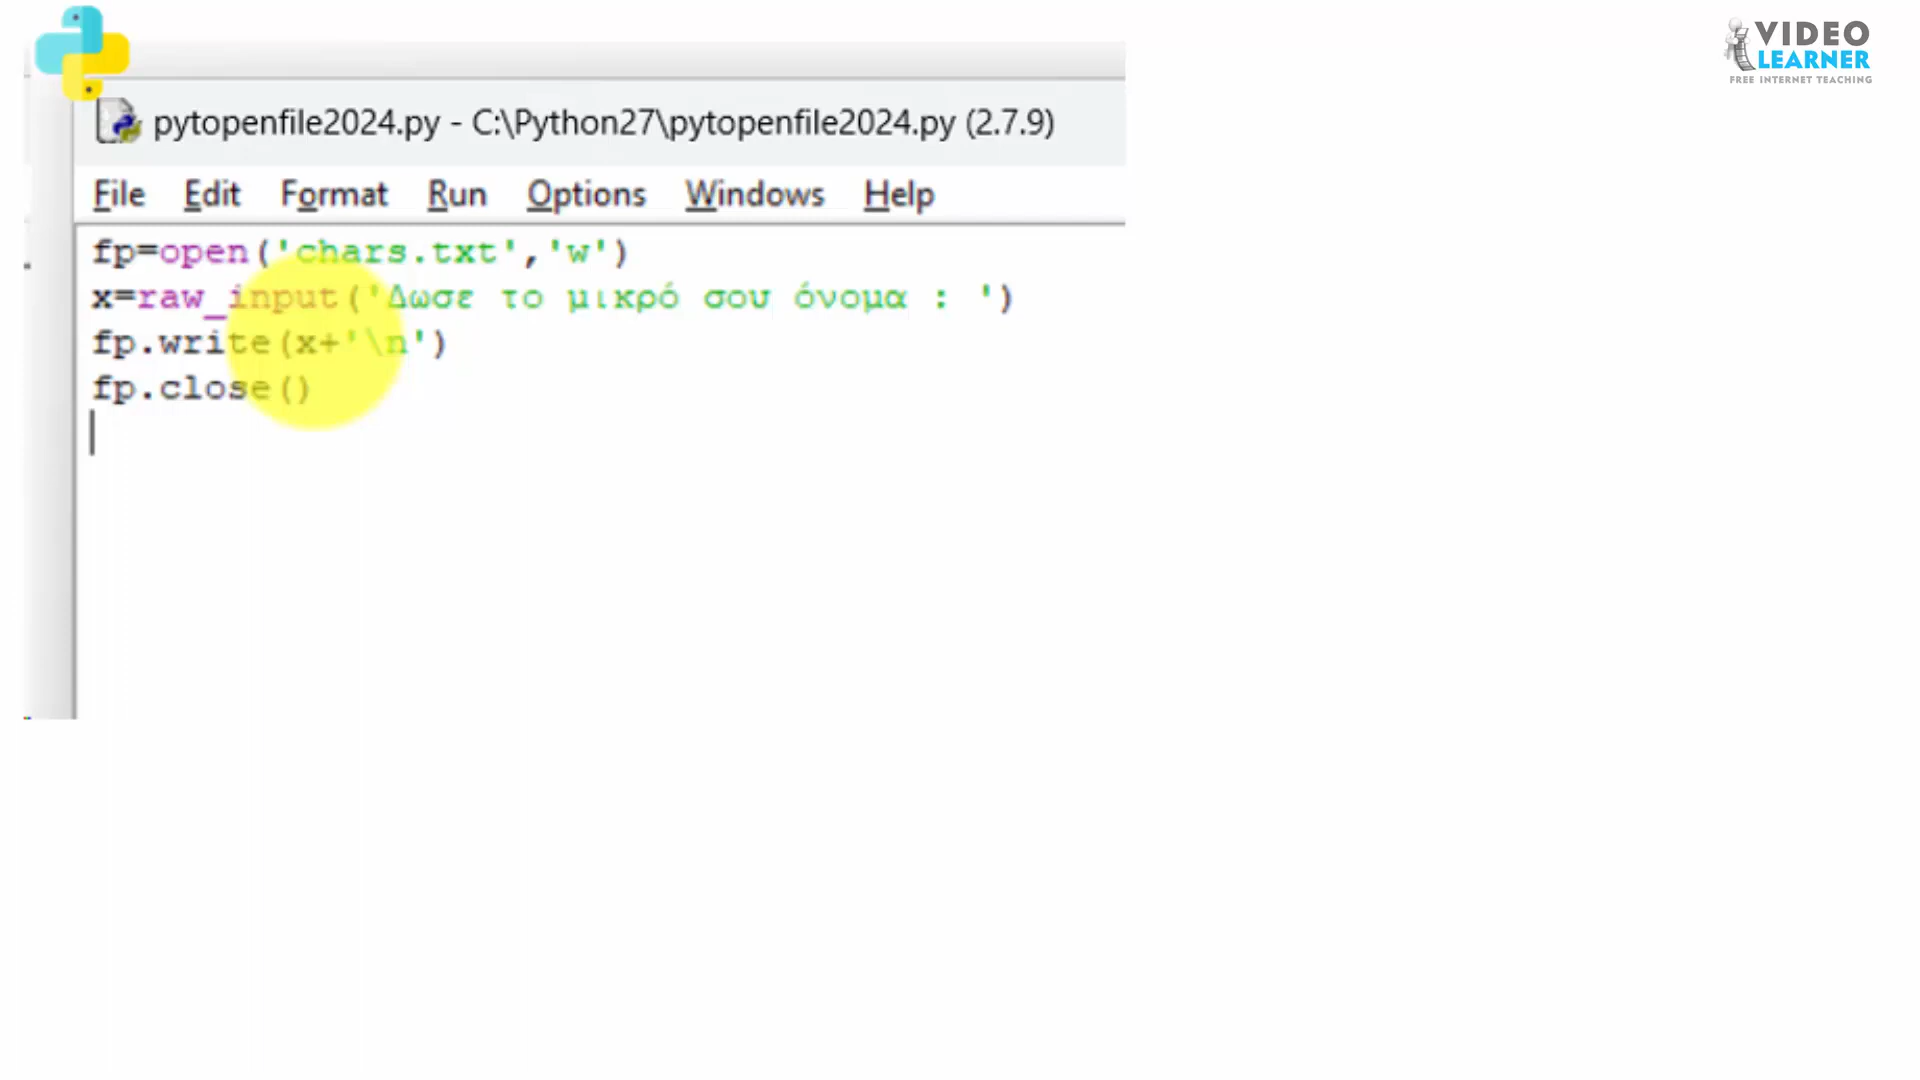 VIDEO
LEARNER
FREE INTERNET TEACHING
pytopenfile2024.py - C:\Python27\pytopenfile2024.py (2.7.9)
File Edit Format Run Options Windows Help
fp=open('chars.txt','w')
x=raw_input('Δωσε το μικρό σου όνομα : ')
fp.write(x+'\n')
fp.close()